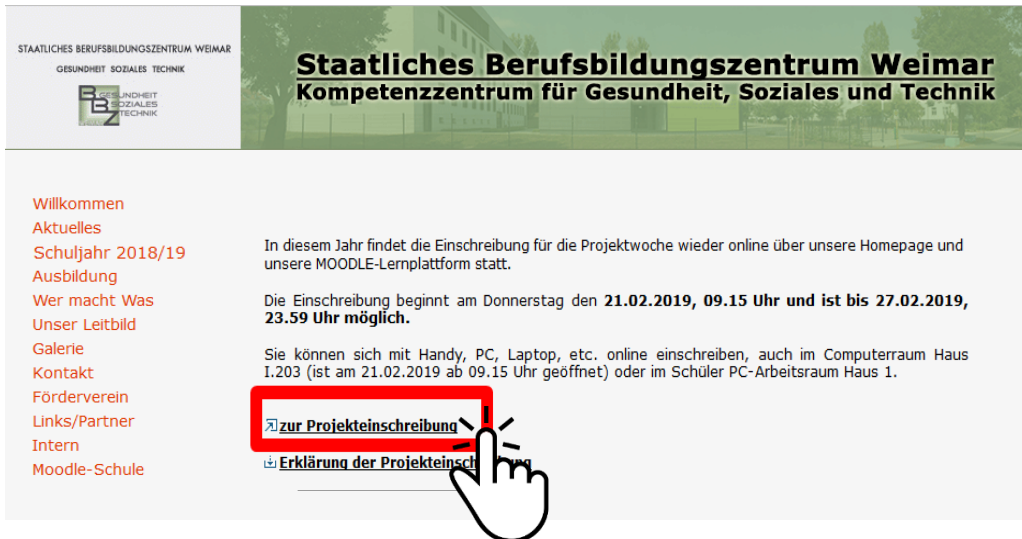 STAATLICHES BERUFSBILDUNGSZENTRUM WEIMAR
GESUNDHEIT SOZIALES TECHNIK
GESUNDHEIT
SOZIALES
TECHNIK
Staatliches Berufsbildungszentrum Weimar
Kompetenzzentrum für Gesundheit, Soziales und Technik
Willkommen
Aktuelles
Schuljahr 2018/19
Ausbildung
Wer macht Was
Unser Leitbild
Galerie
Kontakt
Förderverein
Links/Partner
Intern
Moodle-Schule
In diesem Jahr findet die Einschreibung für die Projektwoche wieder online über unsere Homepage und
unsere MOODLE-Lernplattform statt.
Die Einschreibung beginnt am Donnerstag den 21.02.2019, 09.15 Uhr und ist bis 27.02.2019,
23.59 Uhr möglich.
Sie können sich mit Handy, PC, Laptop, etc. online einschreiben, auch im Computerraum Haus
I.203 (ist am 21.02.2019 ab 09.15 Uhr geöffnet) oder im Schüler PC-Arbeitsraum Haus 1.
zur Projekteinschreibung
Erklärung der Projekteinschreibung